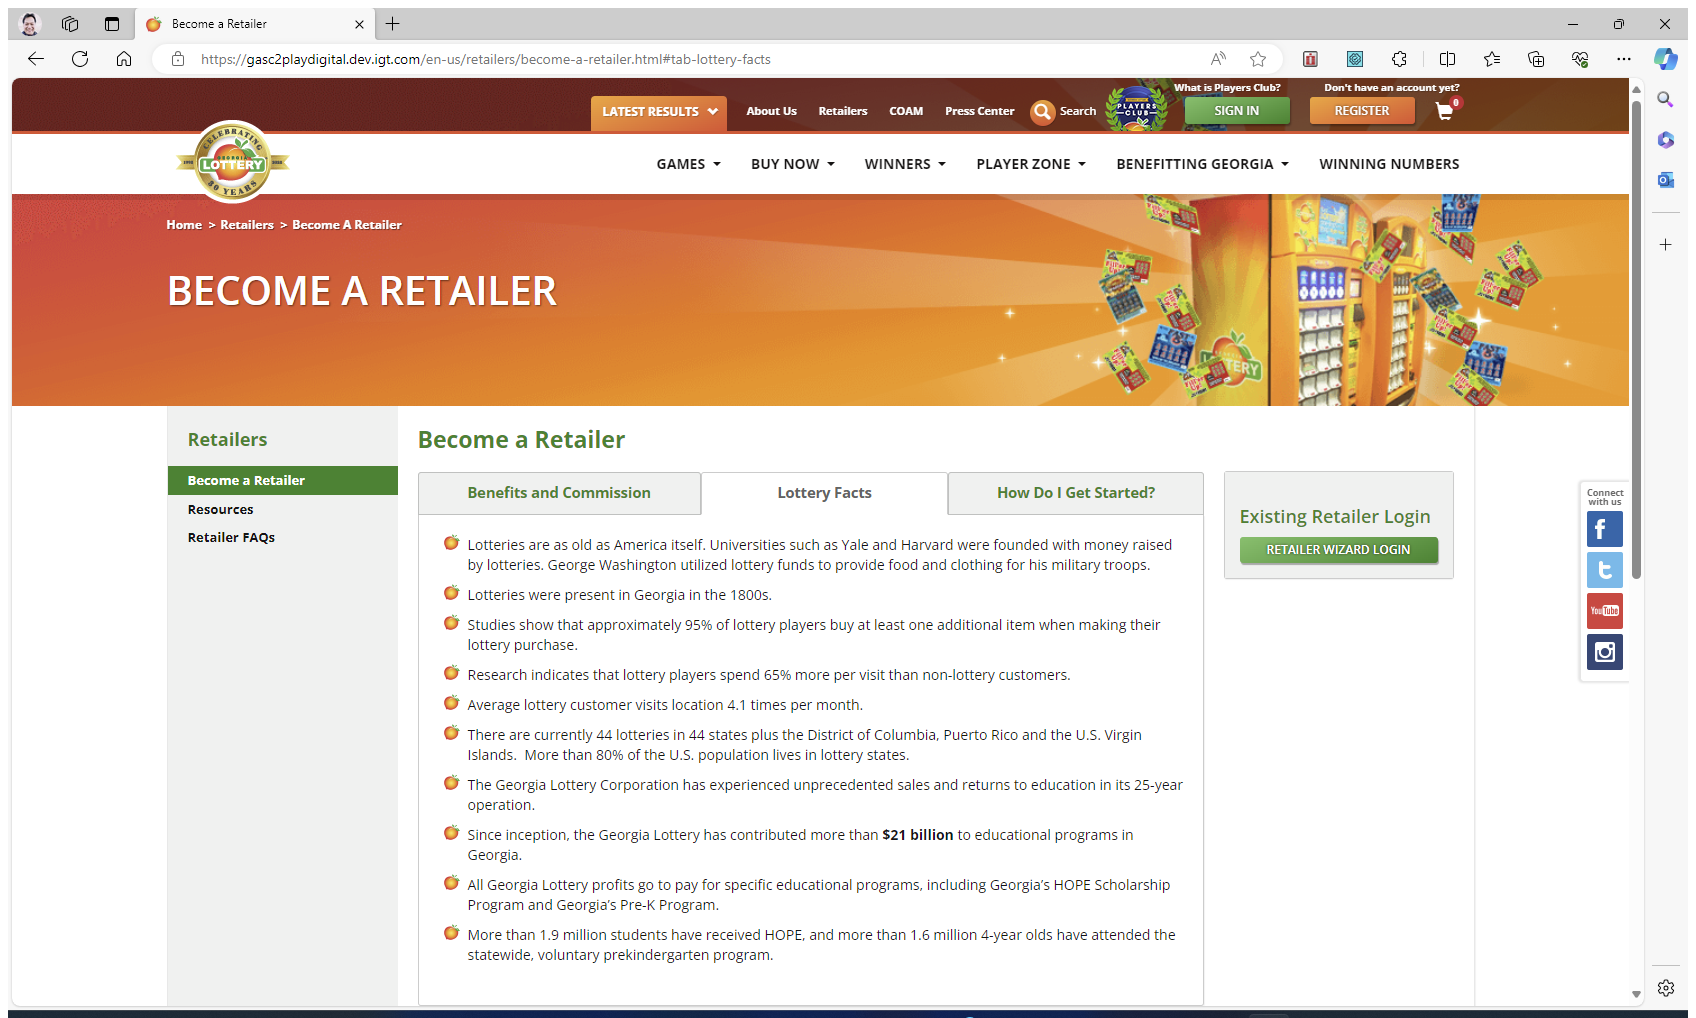 Become a Retailer
https://gasc2playdigital.dev.igt.com/en-us/retailers/become-a-retailer.html#tab-lottery-facts
LATEST RESULTS
About Us
Retailers
COAM
Press Center
Search
PLAYERS
CLUB
What is Players Club?
SIGN IN
Don't have an account yet?
REGISTER
0
CELEBRATING
GEORGIA
LOTTERY
30 YEARS
GAMES
BUY NOW
WINNERS
PLAYER ZONE
BENEFITTING GEORGIA
WINNING NUMBERS
Home > Retailers > Become A Retailer
BECOME A RETAILER
LOTTERY
Retailers
Become a Retailer
Resources
Retailer FAQs
Become a Retailer
Benefits and Commission
Lottery Facts
How Do I Get Started?
Lotteries are as old as America itself. Universities such as Yale and Harvard were founded with money raised
by lotteries. George Washington utilized lottery funds to provide food and clothing for his military troops.
Lotteries were present in Georgia in the 1800s.
Studies show that approximately 95% of lottery players buy at least one additional item when making their
lottery purchase.
Research indicates that lottery players spend 65% more per visit than non-lottery customers.
Average lottery customer visits location 4.1 times per month.
There are currently 44 lotteries in 44 states plus the District of Columbia, Puerto Rico and the U.S. Virgin
Islands.  More than 80% of the U.S. population lives in lottery states.
The Georgia Lottery Corporation has experienced unprecedented sales and returns to education in its 25-year
operation.
Since inception, the Georgia Lottery has contributed more than $21 billion to educational programs in
Georgia.
All Georgia Lottery profits go to pay for specific educational programs, including Georgia’s HOPE Scholarship
Program and Georgia’s Pre-K Program.
More than 1.9 million students have received HOPE, and more than 1.6 million 4-year olds have attended the
statewide, voluntary prekindergarten program.
Existing Retailer Login
RETAILER WIZARD LOGIN
Connect
with us
YouTube